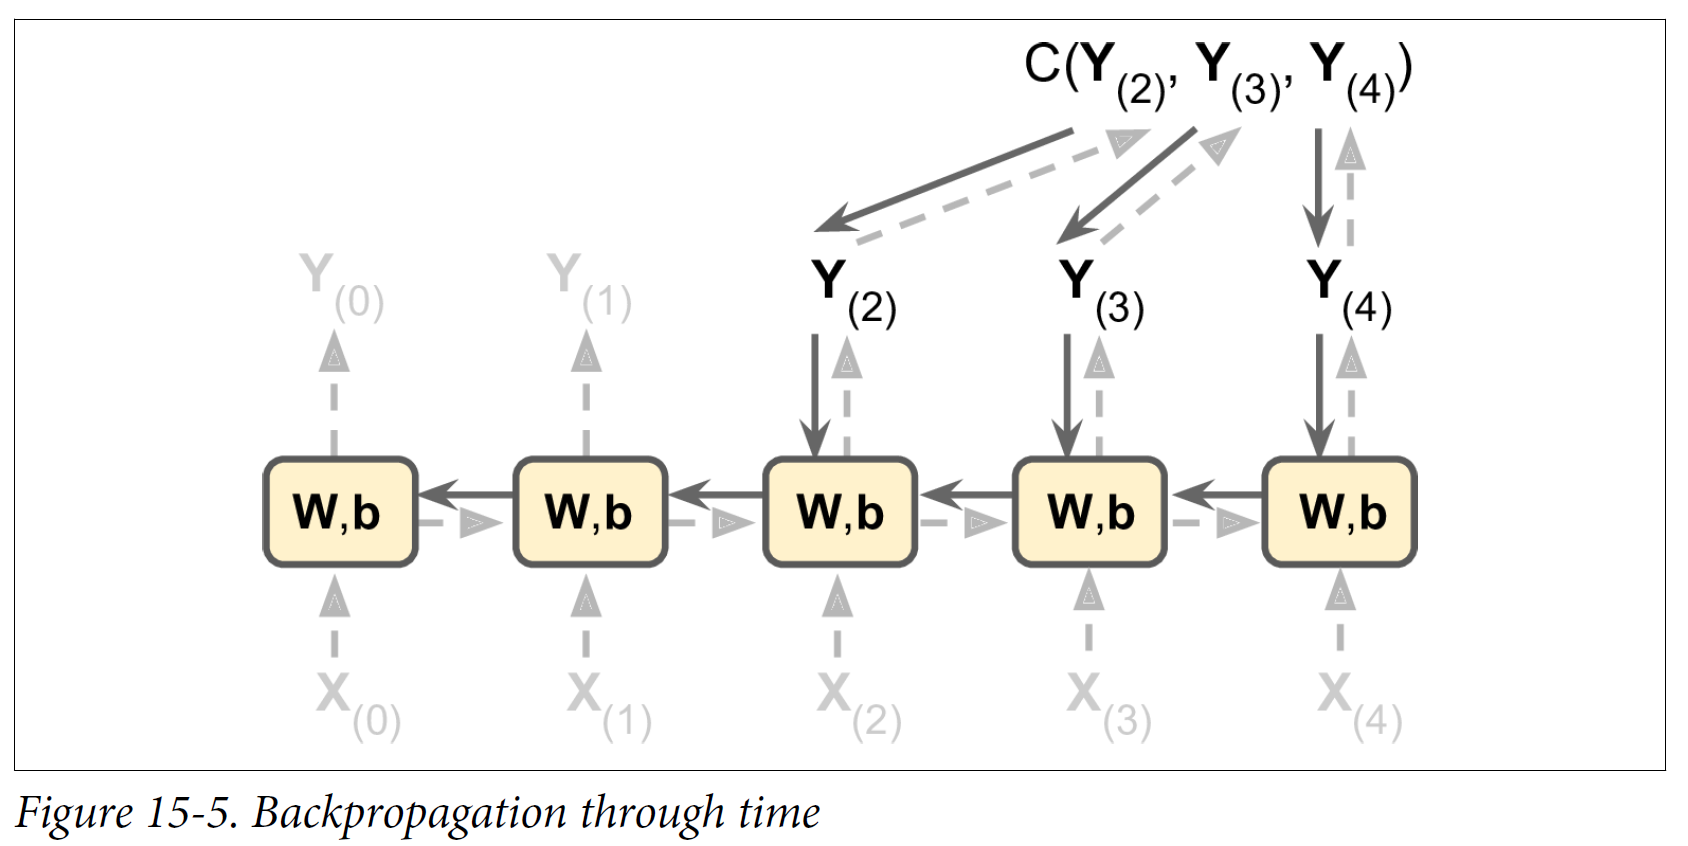 C(Y(2), Y(3), Y(4))
Y(0) Y(1) Y(2) Y(3) Y(4)
W,b W,b W,b W,b W,b
X(0) X(1) X(2) X(3) X(4)
Figure 15-5. Backpropagation through time